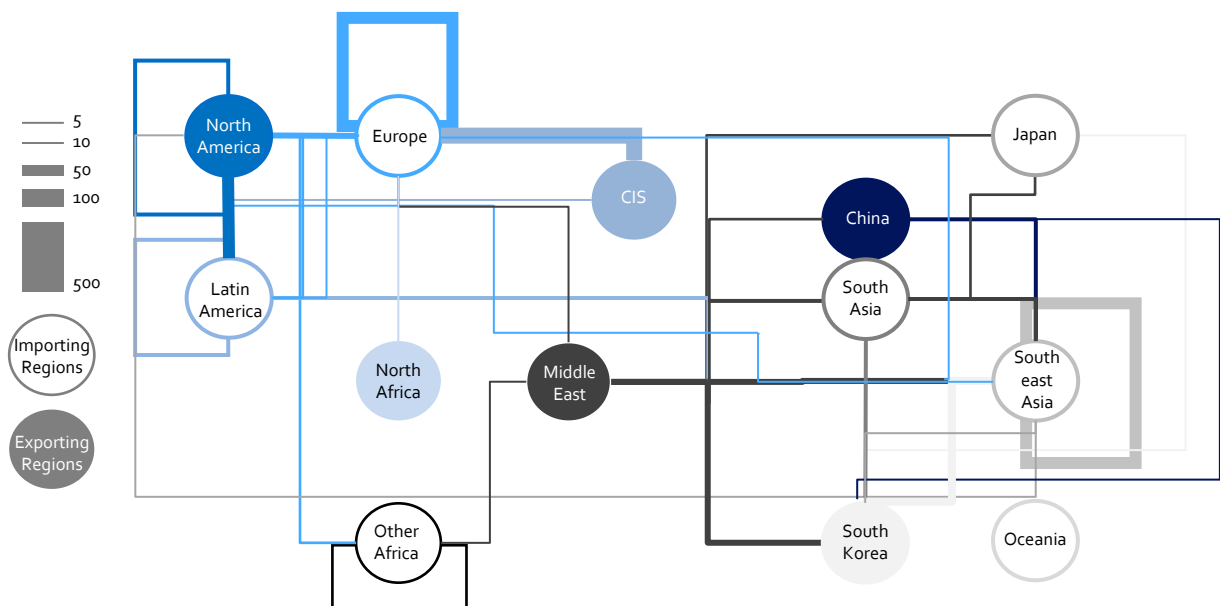 5
10
50
100
500
Importing
Regions
Exporting
Regions
North
America
Europe
CIS
Japan
China
Latin
America
South
Asia
North
Africa
Middle
East
South
east
Asia
Other
Africa
South
Korea
Oceania